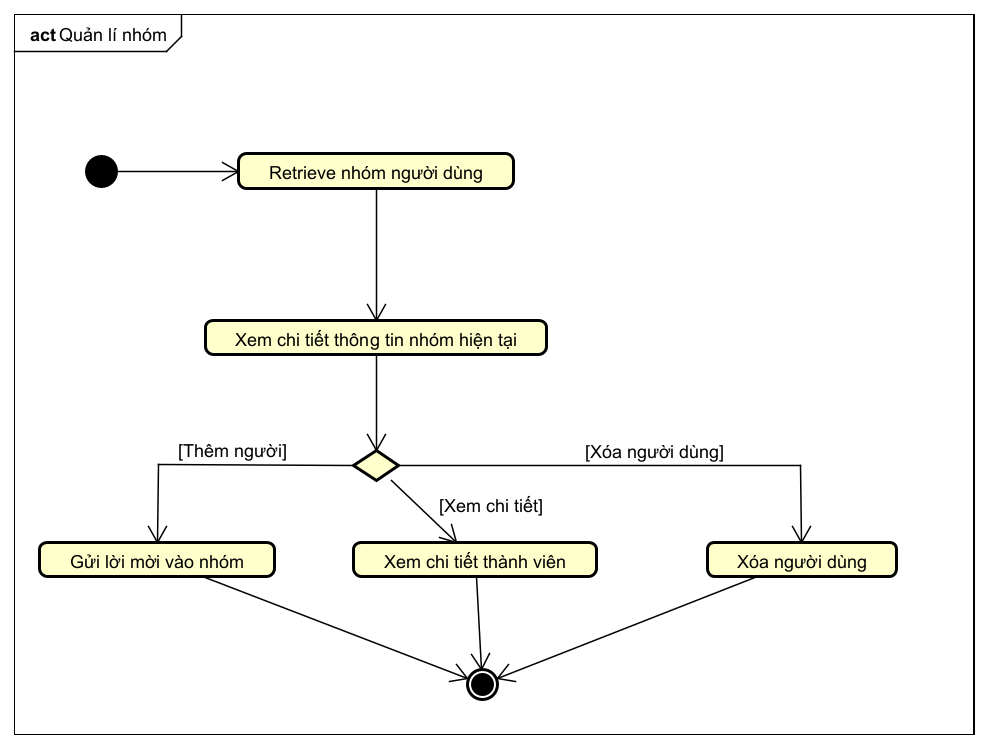 act Quản lí nhóm
Retrieve nhóm người dùng
Xem chi tiết thông tin nhóm hiện tại
[Thêm người]
[Xóa người dùng]
[Xem chi tiết]
Gửi lời mời vào nhóm
Xem chi tiết thành viên
Xóa người dùng